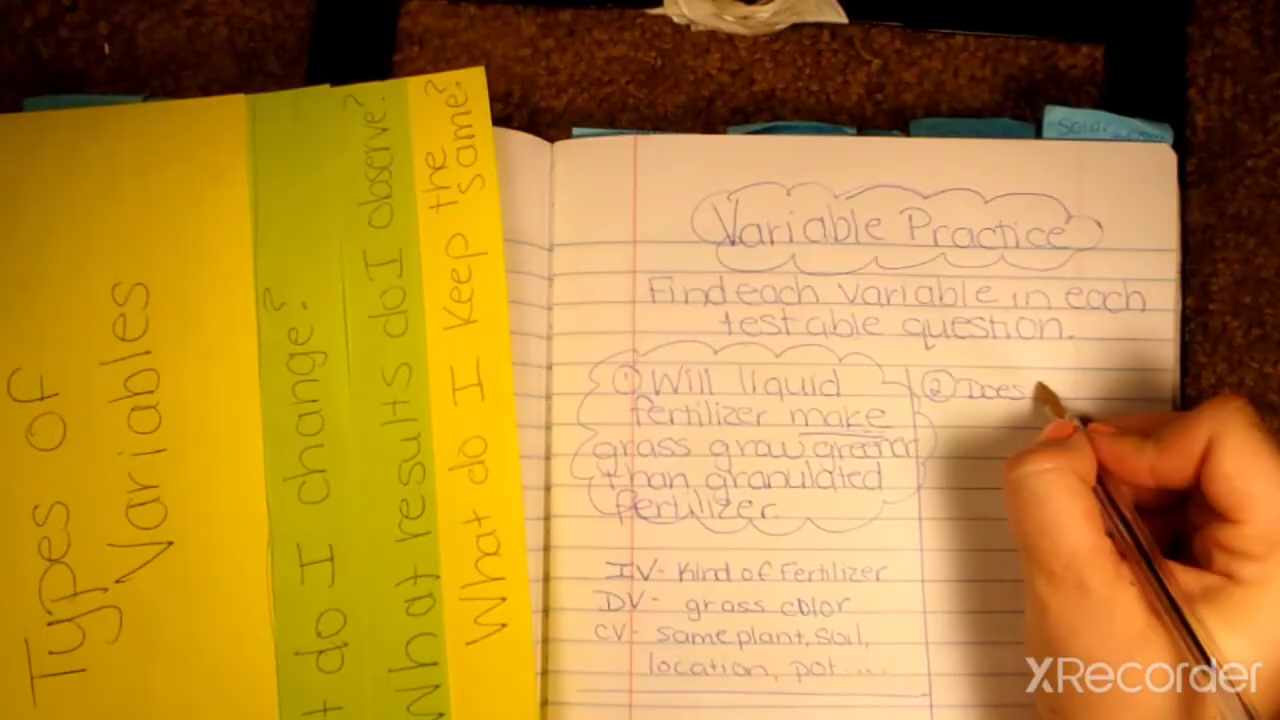 Types of
Variables
t do I change?
What results do I observe?
What do I keep the
same?
Variable Practice
Find each variable in each
testable question.
① Will liquid
fertilizer make
grass grow greener
than granulated
fertilizer
IV- Kind of Fertilizer
DV- grass color
CV- same plant, soil,
location, pot ...
② Does
XRecorder